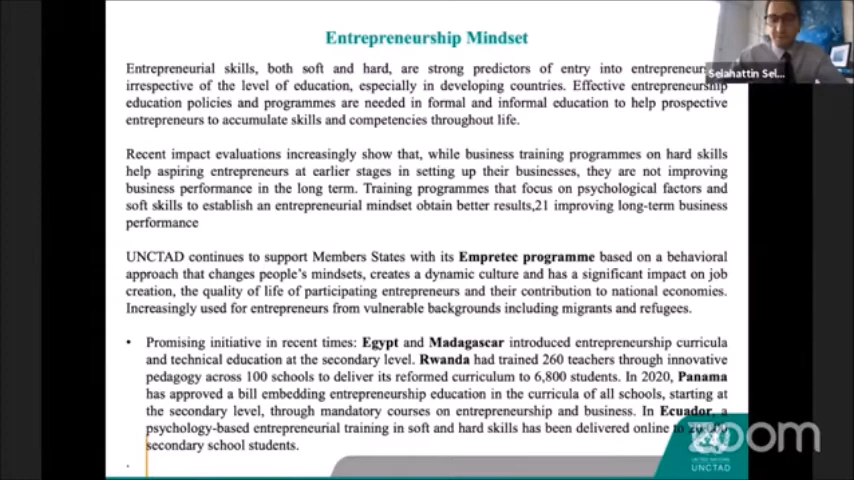 Entrepreneurship Mindset
Selahattin Sel...
Entrepreneurial skills, both soft and hard, are strong predictors of entry into
irrespective of the level of education, especially in developing countries. Effective entrepreneurship
education policies and programmes are needed in formal and informal education to help prospective
entrepreneurs to accumulate skills and competencies throughout life.
Recent impact evaluations increasingly show that, while business training programmes on hard skills
help aspiring entrepreneurs at earlier stages in setting up their businesses, they are not improving
business performance in the long term. Training programmes that focus on psychological factors and
soft skills to establish an entrepreneurial mindset obtain better results,21 improving long-term business
performance
UNCTAD continues to support Members States with its Empretec programme based on a behavioral
approach that changes people's mindsets, creates a dynamic culture and has a significant impact on job
creation, the quality of life of participating entrepreneurs and their contribution to national economies.
Increasingly used for entrepreneurs from vulnerable backgrounds including migrants and refugees.
• Promising initiative in recent times: Egypt and Madagascar introduced entrepreneurship curricula
and technical education at the secondary level. Rwanda had trained 260 teachers through innovative
pedagogy across 100 schools to deliver its reformed curriculum to 6,800 students. In 2020, Panama
has approved a bill embedding entrepreneurship education in the curricula of all schools, starting at
the secondary level, through mandatory courses on entrepreneurship and business. In Ecuador, a
psychology-based entrepreneurial training in soft and hard skills has been delivered online to
secondary school students.
zoom
UNITED NATIONS
UNCTAD